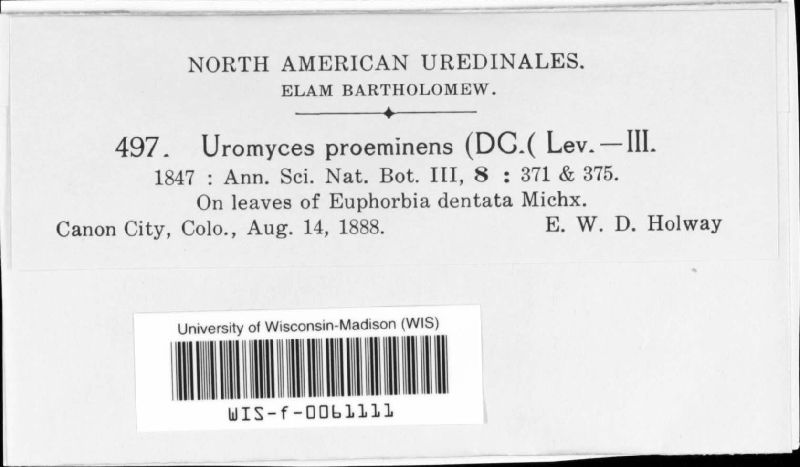 NORTH AMERICAN UREDINALES.
ELAM BARTHOLOMEW.
497. Uromyces proeminens (DC.( Lev. — III.
1847 : Ann. Sci. Nat. Bot. III, 8 : 371 & 375.
On leaves of Euphorbia dentata Michx.
Canon City, Colo., Aug. 14, 1888. E. W. D. Holway
University of Wisconsin-Madison (WIS)
WIS-f-0061111